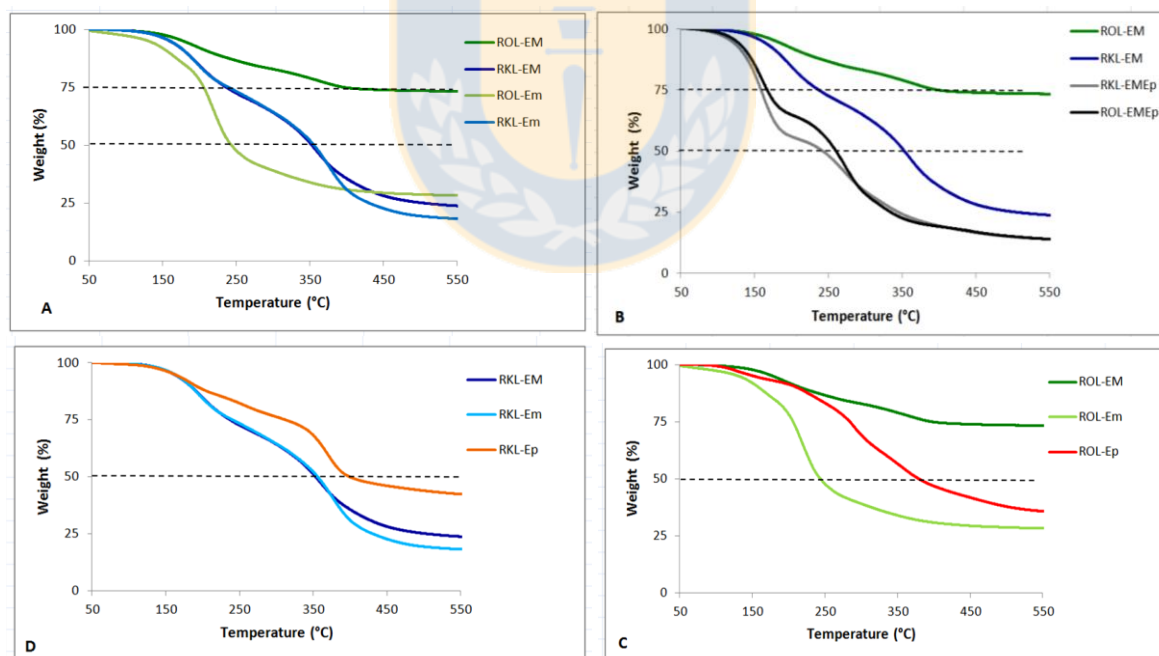 100
75
50
25
0
Weight (%)
50
150
250
350
450
550
Temperature (°C)
ROL-EM
RKL-EM
ROL-Em
RKL-Em
A
100
75
50
25
0
Weight (%)
50
150
250
350
450
550
Temperature (°C)
ROL-EM
RKL-EM
RKL-EMEp
ROL-EMEp
B
100
75
50
25
0
Weight (%)
50
150
250
350
450
550
Temperature (°C)
RKL-EM
RKL-Em
RKL-Ep
D
100
75
50
25
0
Weight (%)
50
150
250
350
450
550
Temperature (°C)
ROL-EM
ROL-Em
ROL-Ep
C